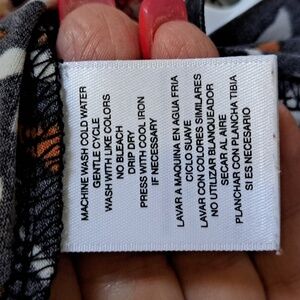 MACHINE WASH COLD WATER
GENTLE CYCLE
WASH WITH LIKE COLORS
NO BLEACH
DRIP DRY
PRESS WITH COOL IRON
IF NECESSARY
LAVAR A MAQUINA EN AGUA FRIA
CICLO SUAVE
LAVAR CON COLORES SIMILARES
NO UTILIZAR BLANQUEADOR
SECAR AL AIRE
PLANCHAR CON PLANCHA TIBIA
SI ES NECESARIO